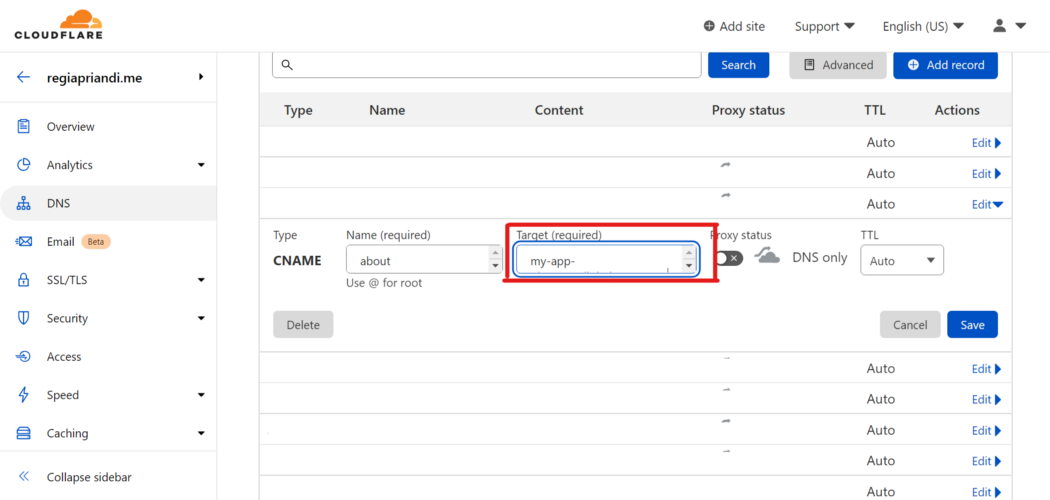 CLOUDFLARE
Add site
Support
English (US)
regiapriandi.me
Overview
Analytics
DNS
Email Beta
SSL/TLS
Security
Access
Speed
Caching
Collapse sidebar
Search
Advanced
Add record
Type Name Content Proxy status TTL Actions
Auto Edit
Auto Edit
Auto Edit
Type Name (required) Target (required) Proxy status TTL
CNAME about my-app- DNS only Auto
Use @ for root
Delete Cancel Save
Auto Edit
Auto Edit
Auto Edit
Auto Edit
Auto Edit